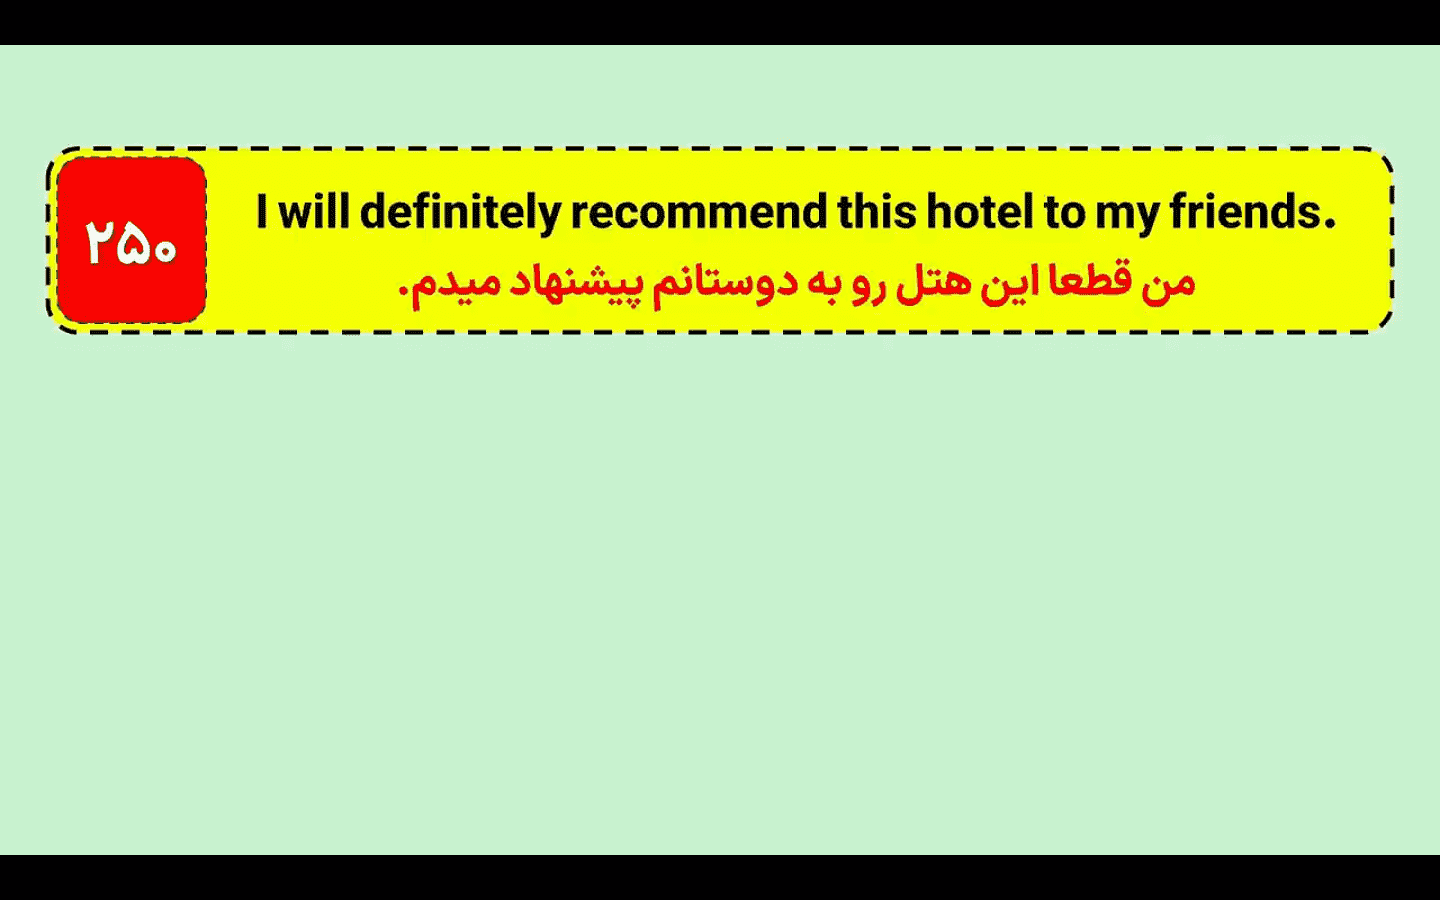 ۲۵۰
I will definitely recommend this hotel to my friends.
من قطعا این هتل رو به دوستانم پیشنهاد میدم.